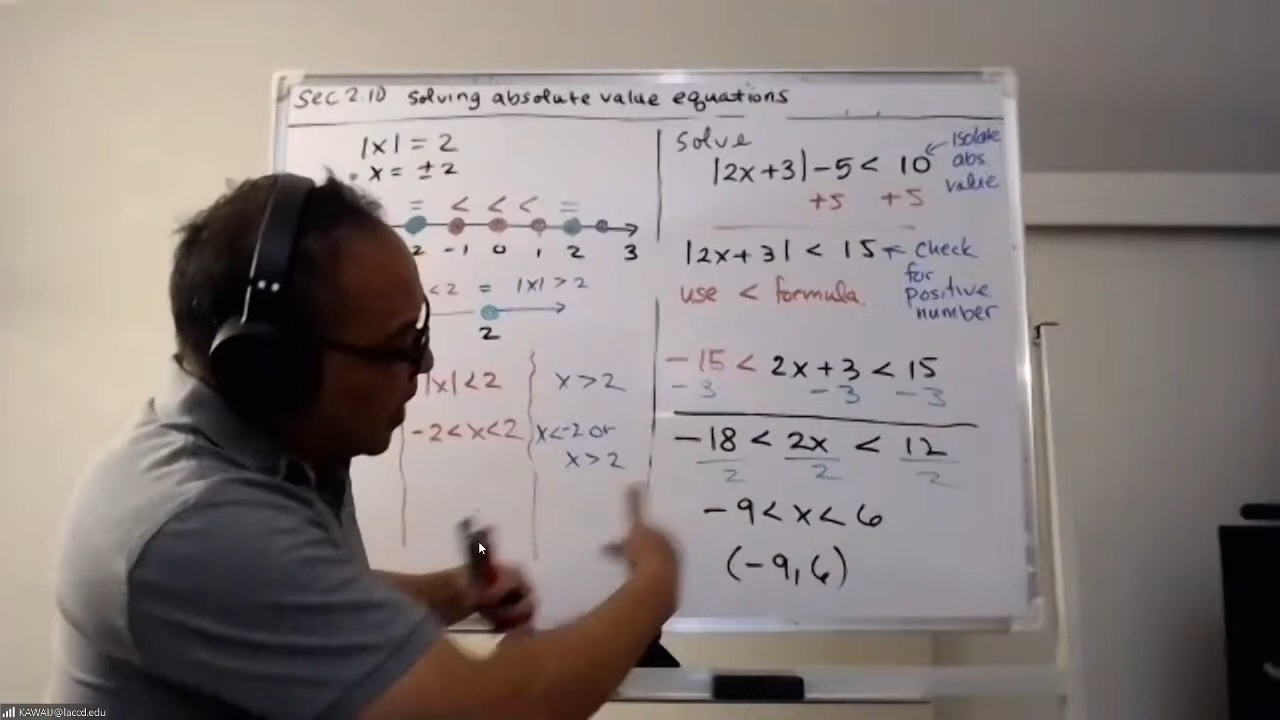 Sec 2.10 Solving absolute value equations
|x| = 2
x = ±2
= < < < =
2 -1 0 1 2 3
<2 = |x| > 2
2
|x| < 2
-2 < x < 2
x > 2
x < -2 or
x > 2
Solve
|2x+3| - 5 < 10
+5 +5
Isolate
abs.
value
|2x+3| < 15
check
for
positive
number
use < formula.
-15 < 2x + 3 < 15
-3 -3 -3
-18 < 2x < 12
2 2 2
-9 < x < 6
(-9, 6)
KAWAIJ@laccd.edu